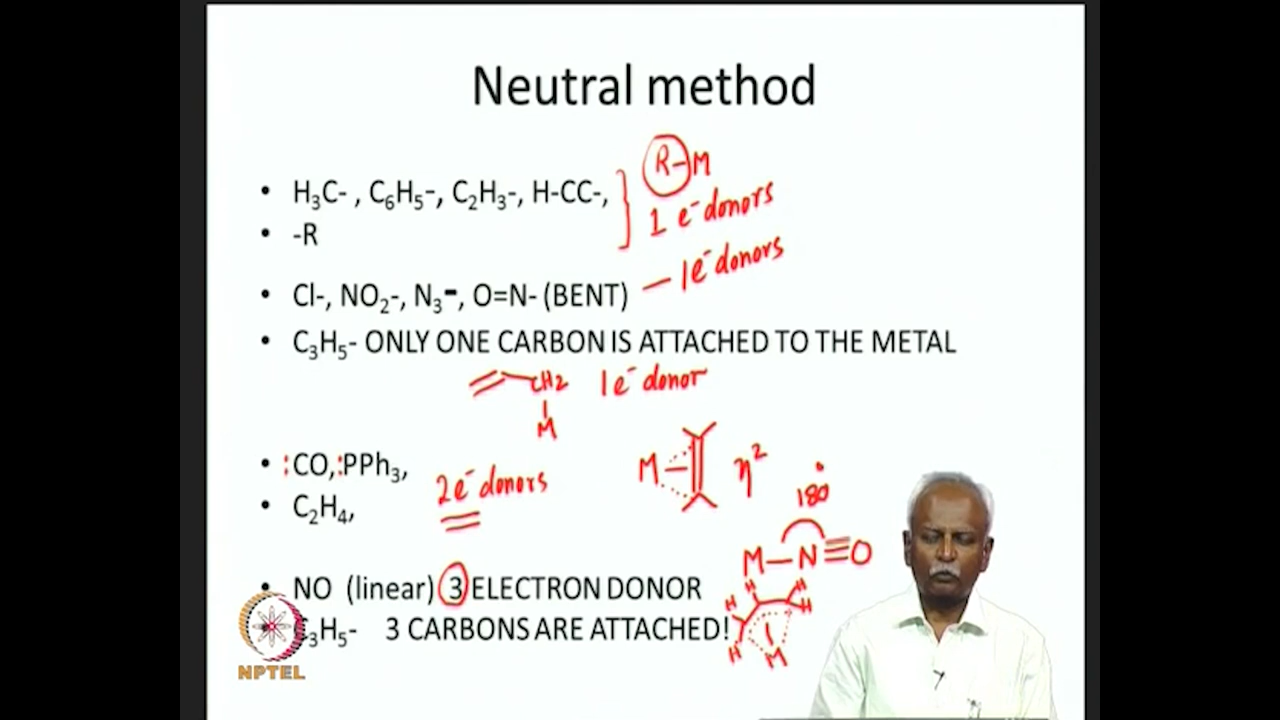 Neutral method
R-M
• H₃C- , C₆H₅-, C₂H₃-, H-CC-, } 1 e⁻ donors
• -R
• Cl-, NO₂-, N₃-, O=N- (BENT) — 1e⁻ donors
• C₃H₅- ONLY ONE CARBON IS ATTACHED TO THE METAL
CH2 1e⁻ donor
M
• :CO,:PPh₃, 2e⁻ donors M η²
• C₂H₄,
180°
M—N≡O
• NO (linear) 3 ELECTRON DONOR
H H H H H
C₃H₅- 3 CARBONS ARE ATTACHED!
M
NPTEL